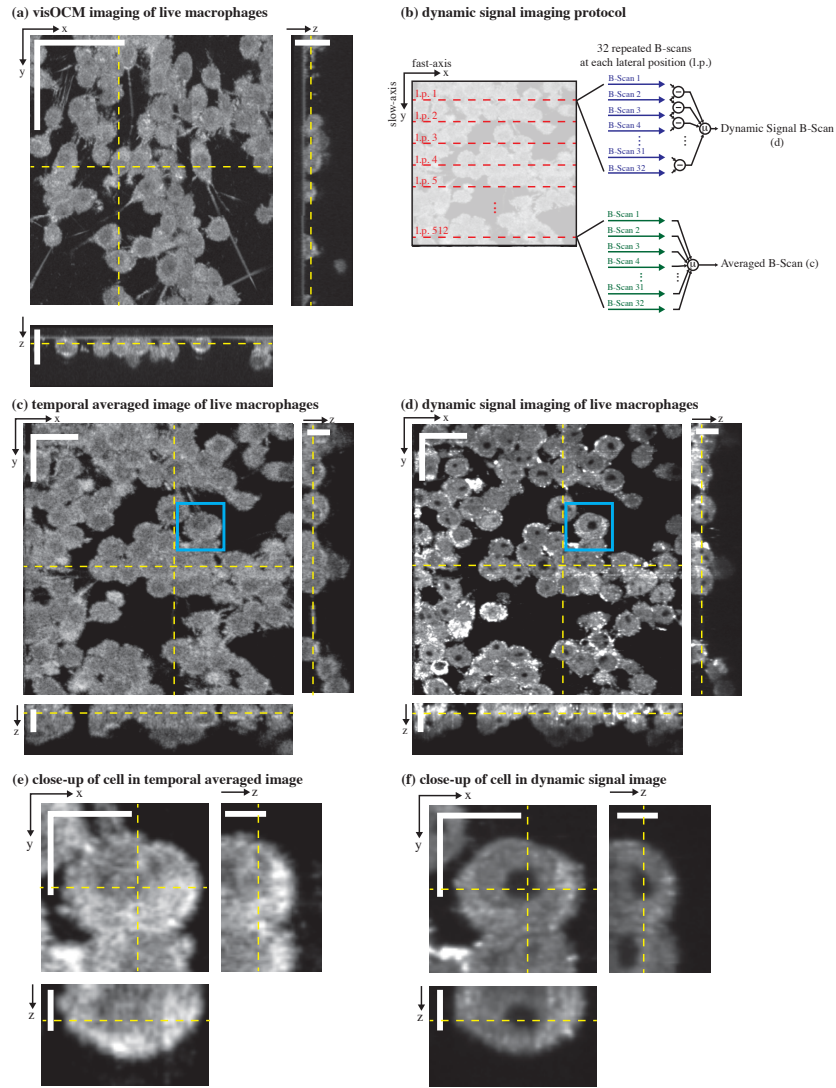 (a) visOCM imaging of live macrophages
x
y
z
z
(b) dynamic signal imaging protocol
32 repeated B-scans
at each lateral position (l.p.)
fast-axis
x
slow-axis
y
l.p. 1
l.p. 2
l.p. 3
l.p. 4
l.p. 5
⋮
l.p. 512
B-Scan 1
B-Scan 2
B-Scan 3
B-Scan 4
⋮ ⋮
B-Scan 31
B-Scan 32
− − − −
μ
Dynamic Signal B-Scan
(d)
B-Scan 1
B-Scan 2
B-Scan 3
B-Scan 4
⋮ ⋮
B-Scan 31
B-Scan 32
μ
Averaged B-Scan (c)
(c) temporal averaged image of live macrophages
x
y
z
z
(d) dynamic signal imaging of live macrophages
x
y
z
z
(e) close-up of cell in temporal averaged image
x
y
z
z
(f) close-up of cell in dynamic signal image
x
y
z
z